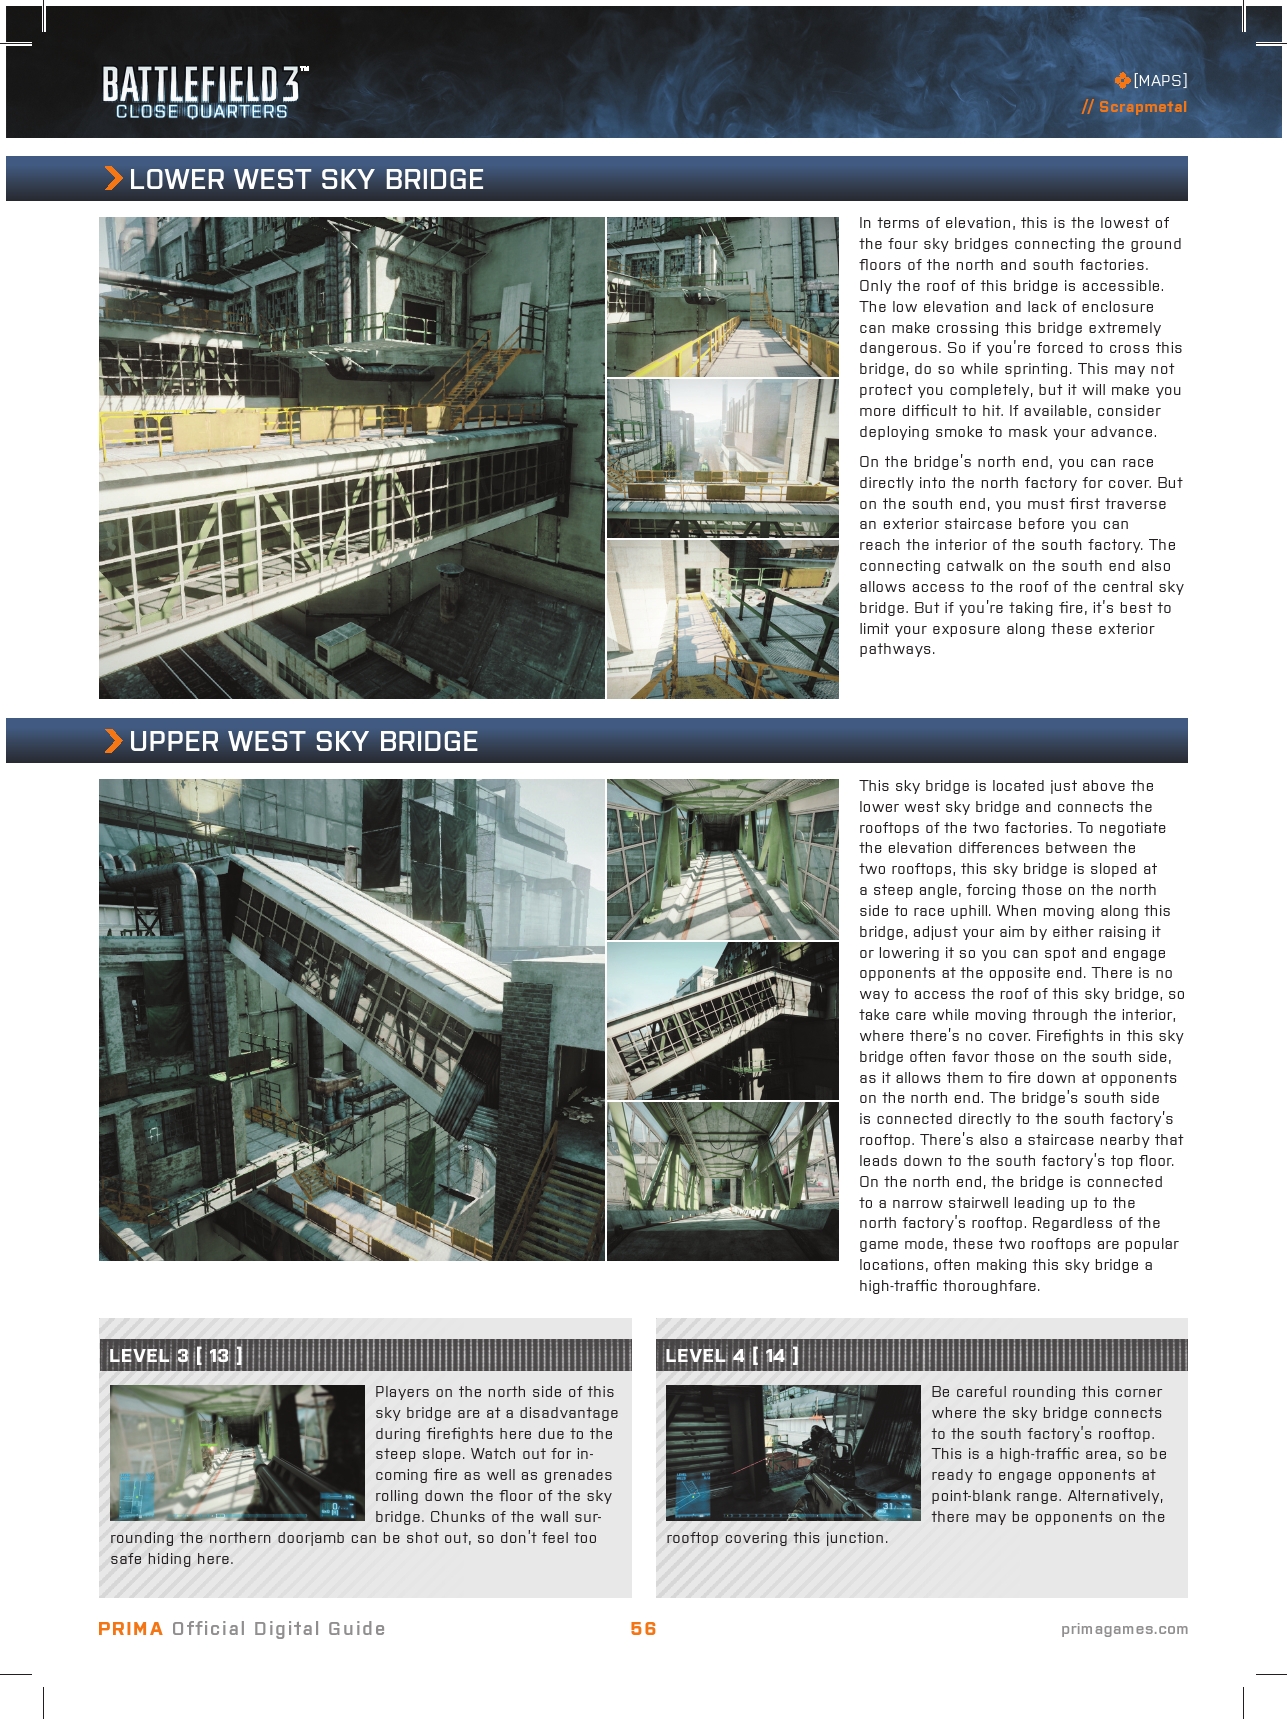 BATTLEFIELD 3™
CLOSE QUARTERS
[MAPS]
// Scrapmetal
LOWER WEST SKY BRIDGE
In terms of elevation, this is the lowest of
the four sky bridges connecting the ground
floors of the north and south factories.
Only the roof of this bridge is accessible.
The low elevation and lack of enclosure
can make crossing this bridge extremely
dangerous. So if you're forced to cross this
bridge, do so while sprinting. This may not
protect you completely, but it will make you
more difficult to hit. If available, consider
deploying smoke to mask your advance.
On the bridge's north end, you can race
directly into the north factory for cover. But
on the south end, you must first traverse
an exterior staircase before you can
reach the interior of the south factory. The
connecting catwalk on the south end also
allows access to the roof of the central sky
bridge. But if you're taking fire, it's best to
limit your exposure along these exterior
pathways.
UPPER WEST SKY BRIDGE
This sky bridge is located just above the
lower west sky bridge and connects the
rooftops of the two factories. To negotiate
the elevation differences between the
two rooftops, this sky bridge is sloped at
a steep angle, forcing those on the north
side to race uphill. When moving along this
bridge, adjust your aim by either raising it
or lowering it so you can spot and engage
opponents at the opposite end. There is no
way to access the roof of this sky bridge, so
take care while moving through the interior,
where there's no cover. Firefights in this sky
bridge often favor those on the south side,
as it allows them to fire down at opponents
on the north end. The bridge's south side
is connected directly to the south factory's
rooftop. There's also a staircase nearby that
leads down to the south factory's top floor.
On the north end, the bridge is connected
to a narrow stairwell leading up to the
north factory's rooftop. Regardless of the
game mode, these two rooftops are popular
locations, often making this sky bridge a
high-traffic thoroughfare.
LEVEL 3 [ 13 ]
Players on the north side of this
sky bridge are at a disadvantage
during firefights here due to the
steep slope. Watch out for in-
coming fire as well as grenades
rolling down the floor of the sky
bridge. Chunks of the wall sur-
rounding the northern doorjamb can be shot out, so don't feel too
safe hiding here.
LEVEL 4 [ 14 ]
Be careful rounding this corner
where the sky bridge connects
to the south factory's rooftop.
This is a high-traffic area, so be
ready to engage opponents at
point-blank range. Alternatively,
there may be opponents on the
rooftop covering this junction.
PRIMA Official Digital Guide
56
primagames.com